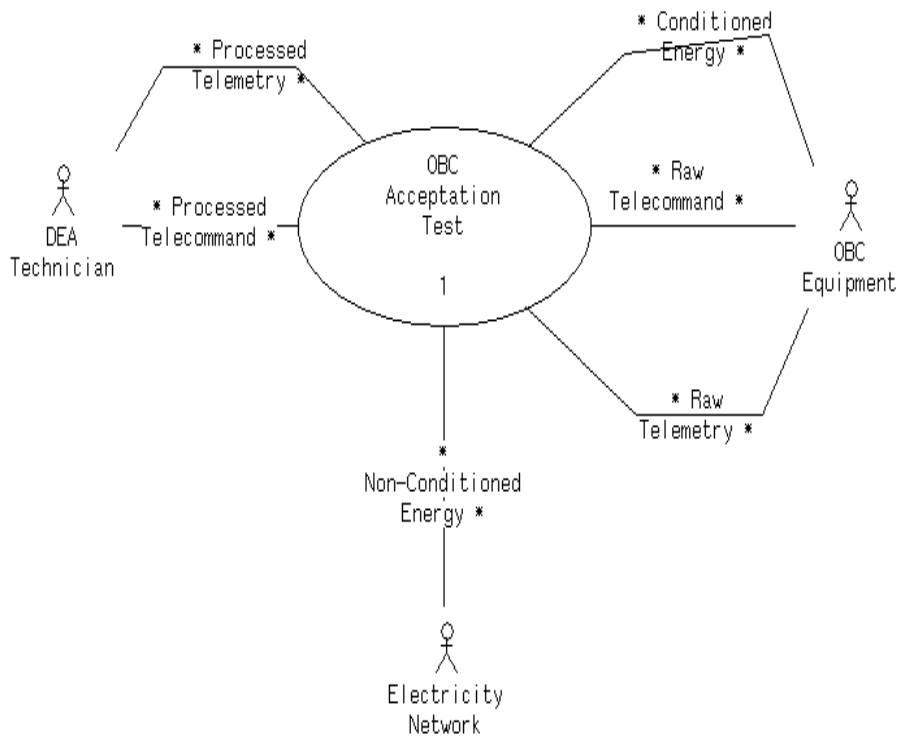 * Conditioned
Energy *
* Processed
Telemetry *
OBC
Acceptation
Test
1
* Raw
Telecommand *
* Processed
Telecommand *
DEA
Technician
OBC
Equipment
* Raw
Telemetry *
*
Non-Conditioned
Energy *
Electricity
Network